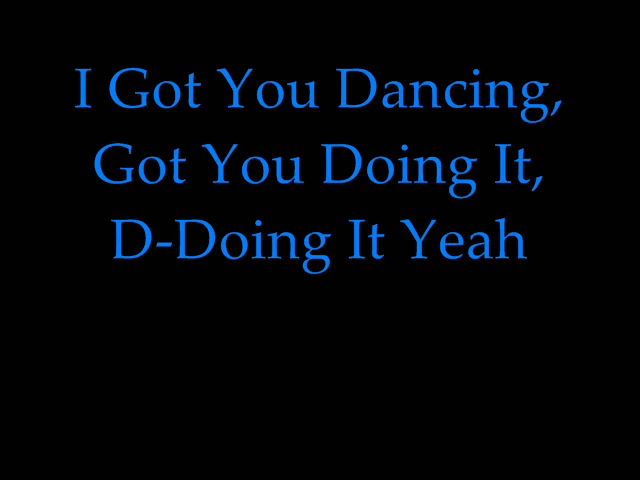 I Got You Dancing,
Got You Doing It,
D-Doing It Yeah